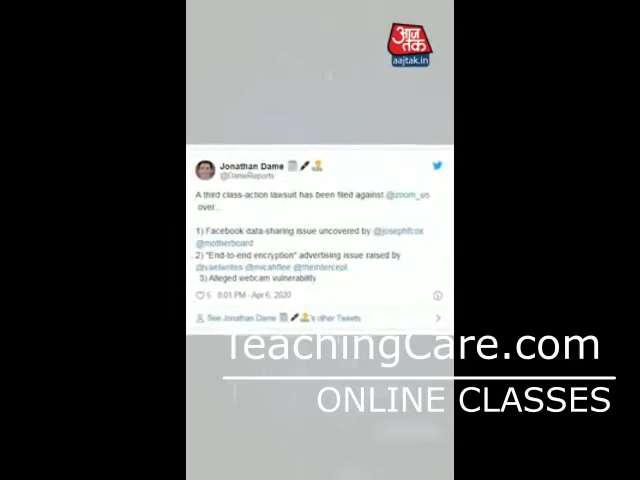 आज
तक
aajtak.in
Jonathan Dame
@DameReports
A third class-action lawsuit has been filed against @zoom_us
over...
1) Facebook data-sharing issue uncovered by @josephfcox
@motherboard
2) "End-to-end encryption" advertising issue raised by
@yaelwrites @micahflee @theintercept
3) Alleged webcam vulnerability
5 8:01 PM - Apr 6, 2020
See Jonathan Dame 's other Tweets
TeachingCare.com
ONLINE CLASSES